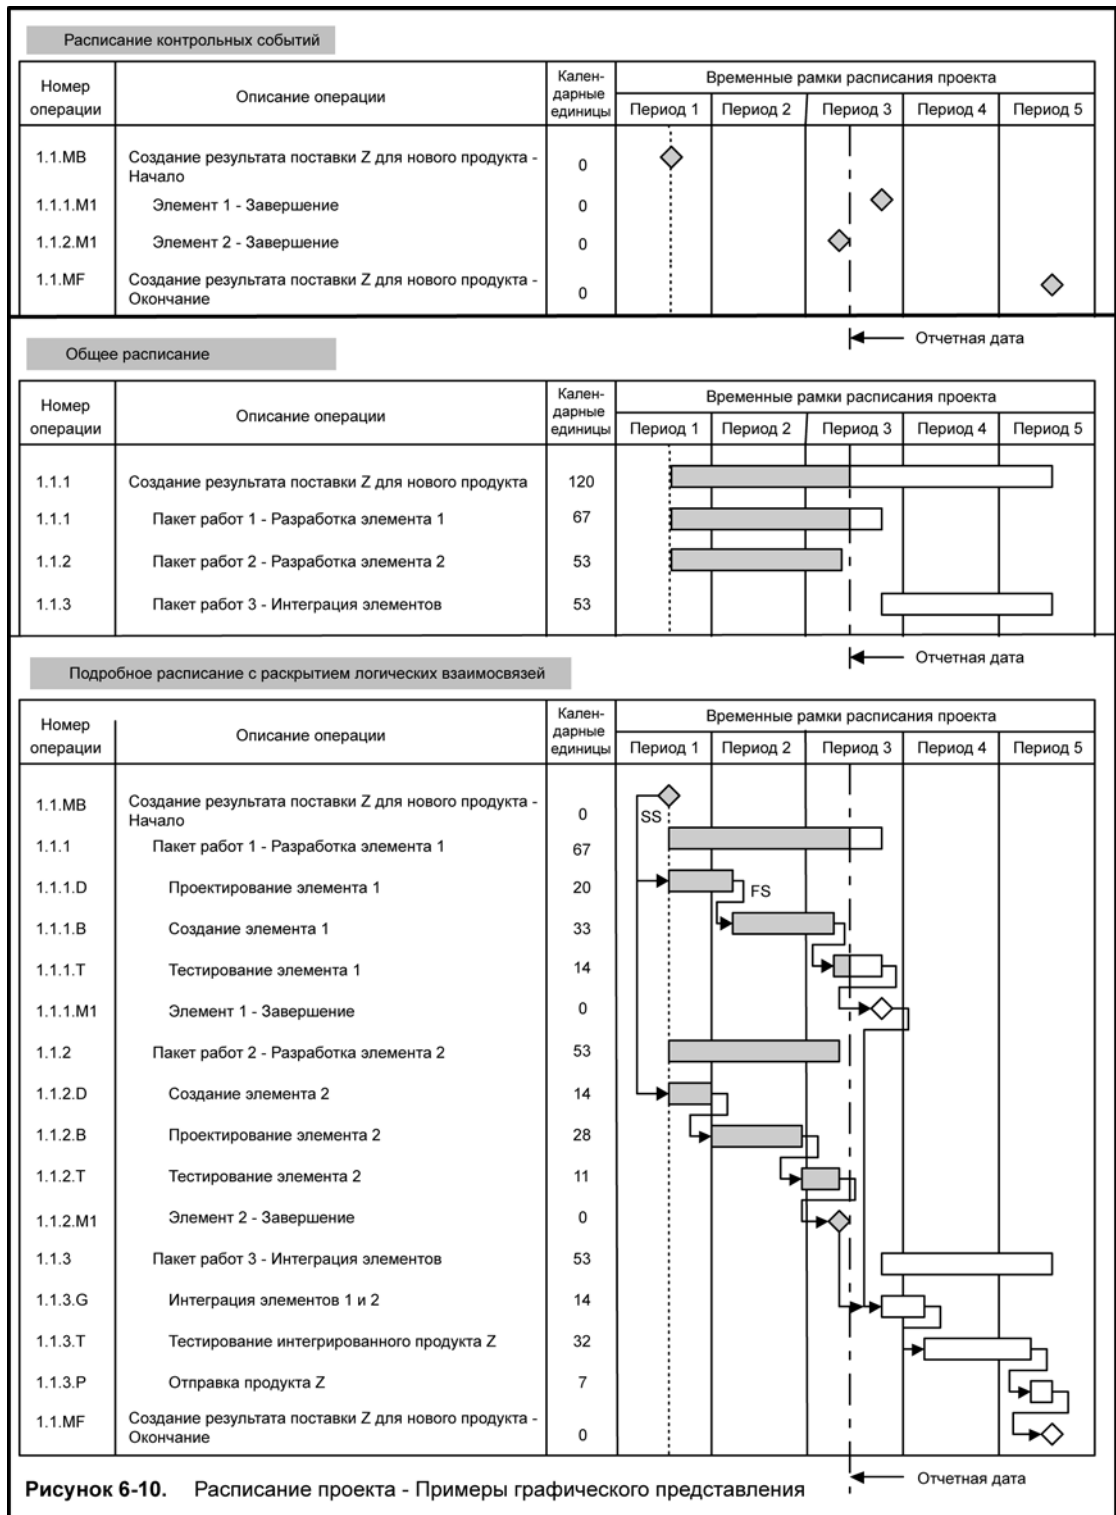 Расписание контрольных событий
Номер операции
Описание операции
Кален-
дарные
единицы
Временные рамки расписания проекта
Период 1 Период 2 Период 3 Период 4 Период 5
1.1.MB Создание результата поставки Z для нового продукта - Начало 0
1.1.1.M1 Элемент 1 - Завершение 0
1.1.2.M1 Элемент 2 - Завершение 0
1.1.MF Создание результата поставки Z для нового продукта - Окончание 0
Отчетная дата
Общее расписание
Номер операции
Описание операции
Кален-
дарные
единицы
Временные рамки расписания проекта
Период 1 Период 2 Период 3 Период 4 Период 5
1.1.1 Создание результата поставки Z для нового продукта 120
1.1.1 Пакет работ 1 - Разработка элемента 1 67
1.1.2 Пакет работ 2 - Разработка элемента 2 53
1.1.3 Пакет работ 3 - Интеграция элементов 53
Отчетная дата
Подробное расписание с раскрытием логических взаимосвязей
Номер операции
Описание операции
Кален-
дарные
единицы
Временные рамки расписания проекта
Период 1 Период 2 Период 3 Период 4 Период 5
1.1.MB Создание результата поставки Z для нового продукта - Начало 0
SS
1.1.1 Пакет работ 1 - Разработка элемента 1 67
1.1.1.D Проектирование элемента 1 20
FS
1.1.1.B Создание элемента 1 33
1.1.1.T Тестирование элемента 1 14
1.1.1.M1 Элемент 1 - Завершение 0
1.1.2 Пакет работ 2 - Разработка элемента 2 53
1.1.2.D Создание элемента 2 14
1.1.2.B Проектирование элемента 2 28
1.1.2.T Тестирование элемента 2 11
1.1.2.M1 Элемент 2 - Завершение 0
1.1.3 Пакет работ 3 - Интеграция элементов 53
1.1.3.G Интеграция элементов 1 и 2 14
1.1.3.T Тестирование интегрированного продукта Z 32
1.1.3.P Отправка продукта Z 7
1.1.MF Создание результата поставки Z для нового продукта - Окончание 0
Отчетная дата
Рисунок 6-10. Расписание проекта - Примеры графического представления